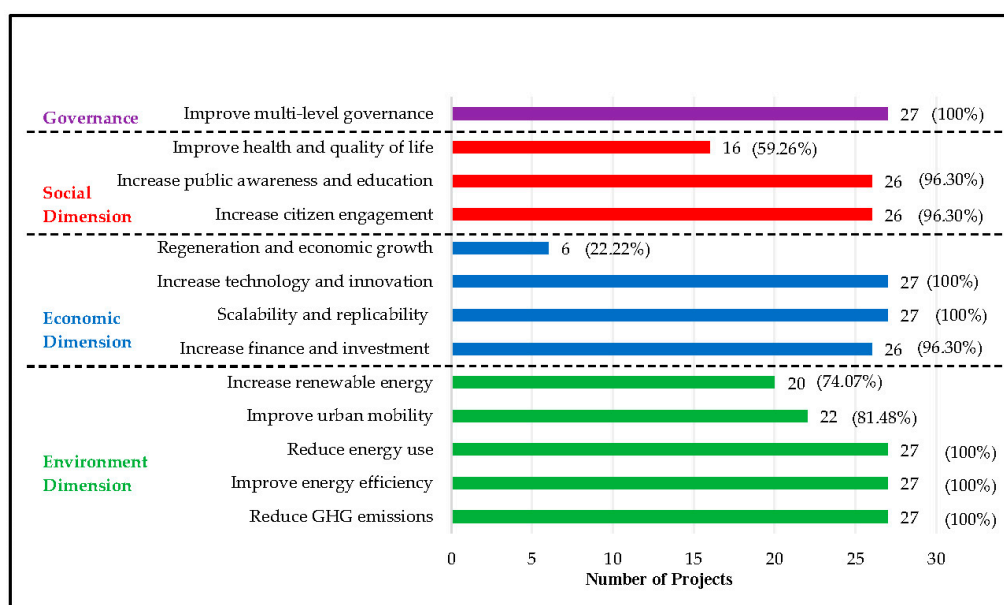 Governance
Improve multi-level governance 27 (100%)
Improve health and quality of life 16 (59.26%)
Social
Dimension
Increase public awareness and education 26 (96.30%)
Increase citizen engagement 26 (96.30%)
Regeneration and economic growth 6 (22.22%)
Increase technology and innovation 27 (100%)
Economic
Dimension
Scalability and replicability 27 (100%)
Increase finance and investment 26 (96.30%)
Increase renewable energy 20 (74.07%)
Improve urban mobility 22 (81.48%)
Environment
Dimension
Reduce energy use 27 (100%)
Improve energy efficiency 27 (100%)
Reduce GHG emissions 27 (100%)
0 5 10 15 20 25 30
Number of Projects